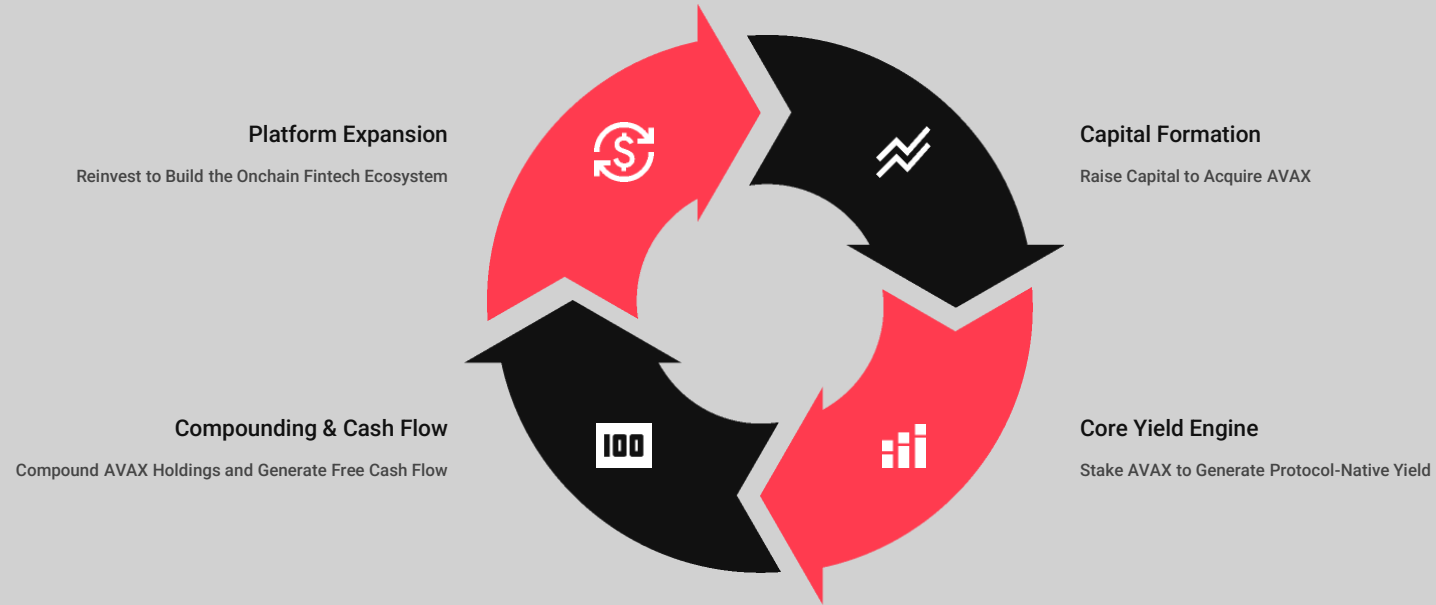 Platform Expansion
Reinvest to Build the Onchain Fintech Ecosystem
$
Capital Formation
Raise Capital to Acquire AVAX
Compounding & Cash Flow
Compound AVAX Holdings and Generate Free Cash Flow
100
Core Yield Engine
Stake AVAX to Generate Protocol-Native Yield